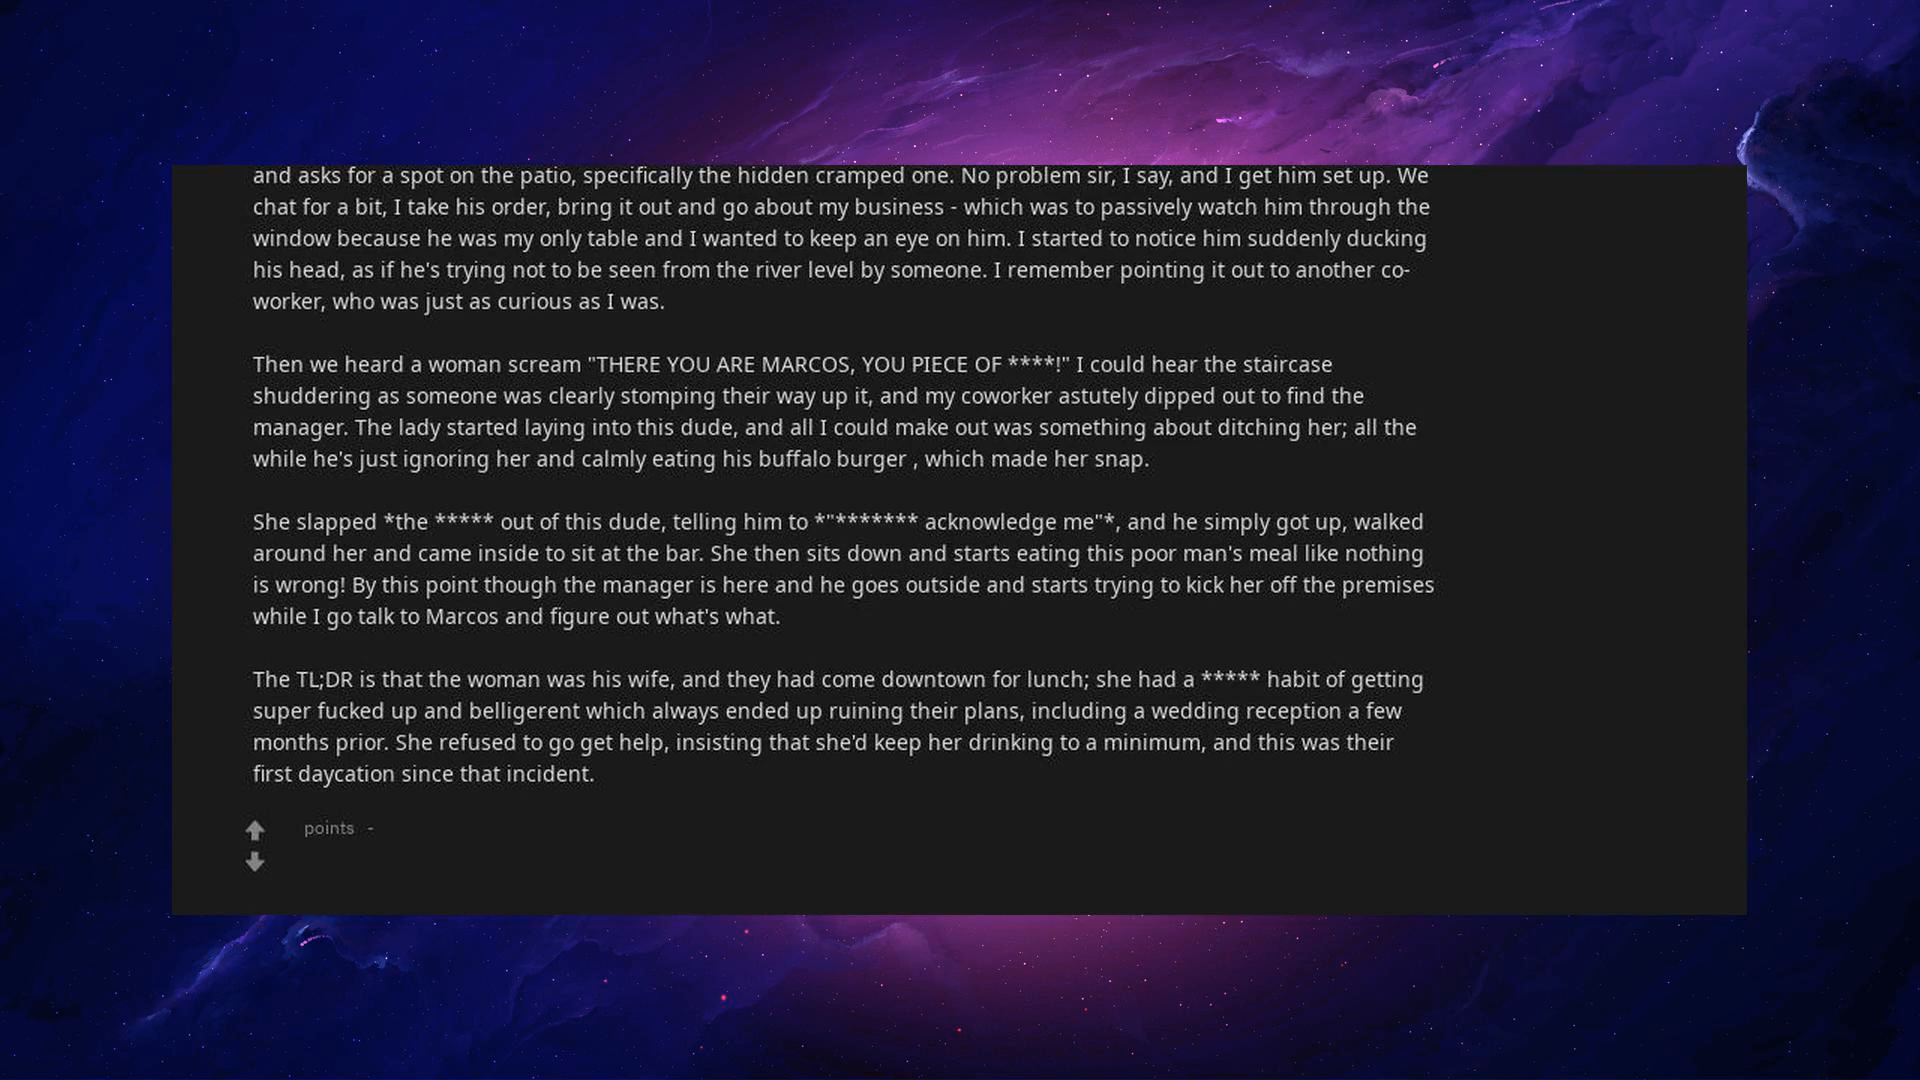 and asks for a spot on the patio, specifically the hidden cramped one. No problem sir, I say, and I get him set up. We
chat for a bit, I take his order, bring it out and go about my business - which was to passively watch him through the
window because he was my only table and I wanted to keep an eye on him. I started to notice him suddenly ducking
his head, as if he's trying not to be seen from the river level by someone. I remember pointing it out to another co-
worker, who was just as curious as I was.
Then we heard a woman scream "THERE YOU ARE MARCOS, YOU PIECE OF ****!" I could hear the staircase
shuddering as someone was clearly stomping their way up it, and my coworker astutely dipped out to find the
manager. The lady started laying into this dude, and all I could make out was something about ditching her; all the
while he's just ignoring her and calmly eating his buffalo burger , which made her snap.
She slapped *the ***** out of this dude, telling him to *"******* acknowledge me"*, and he simply got up, walked
around her and came inside to sit at the bar. She then sits down and starts eating this poor man's meal like nothing
is wrong! By this point though the manager is here and he goes outside and starts trying to kick her off the premises
while I go talk to Marcos and figure out what's what.
The TL;DR is that the woman was his wife, and they had come downtown for lunch; she had a ***** habit of getting
super fucked up and belligerent which always ended up ruining their plans, including a wedding reception a few
months prior. She refused to go get help, insisting that she'd keep her drinking to a minimum, and this was their
first daycation since that incident.
points -